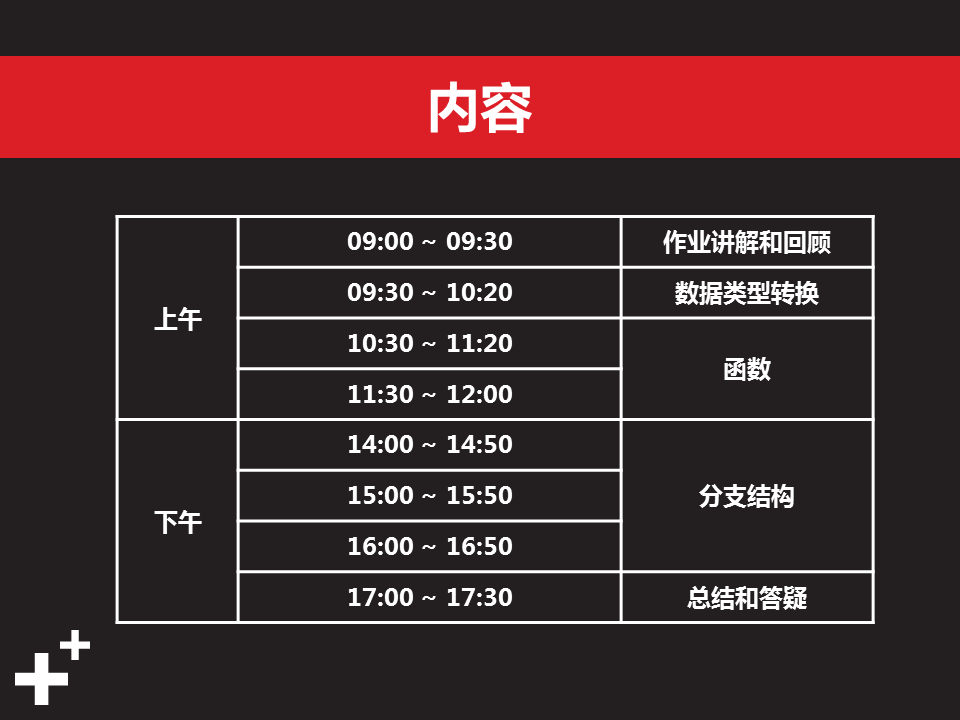 内容
上午
09:00 ~ 09:30
作业讲解和回顾
09:30 ~ 10:20
数据类型转换
10:30 ~ 11:20
函数
11:30 ~ 12:00
下午
14:00 ~ 14:50
分支结构
15:00 ~ 15:50
16:00 ~ 16:50
17:00 ~ 17:30
总结和答疑